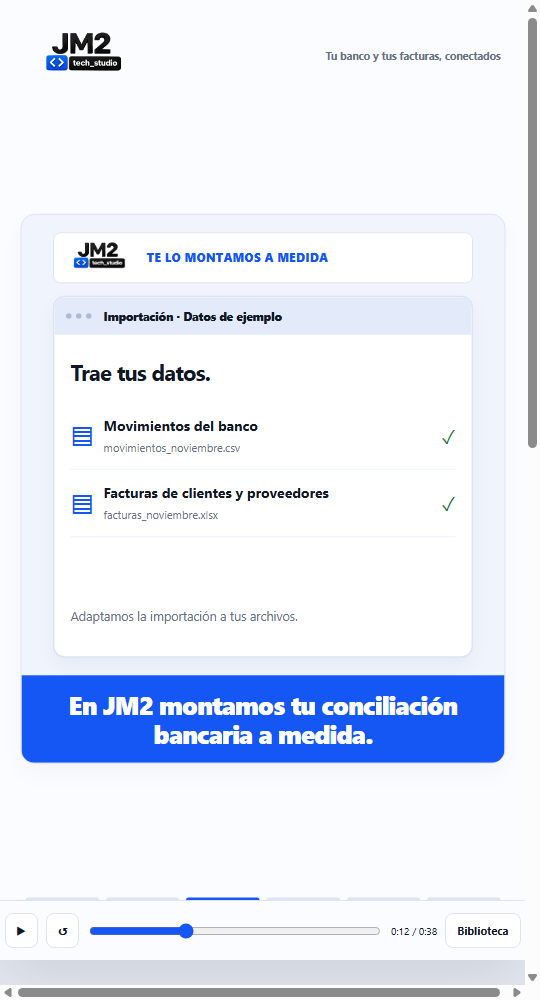 JM2
<> tech_studio
Tu banco y tus facturas, conectados
JM2
<> tech_studio
TE LO MONTAMOS A MEDIDA
Importación · Datos de ejemplo
Trae tus datos.
Movimientos del banco
movimientos_noviembre.csv
✓
Facturas de clientes y proveedores
facturas_noviembre.xlsx
✓
Adaptamos la importación a tus archivos.
En JM2 montamos tu conciliación
bancaria a medida.
0:12 / 0:38
Biblioteca